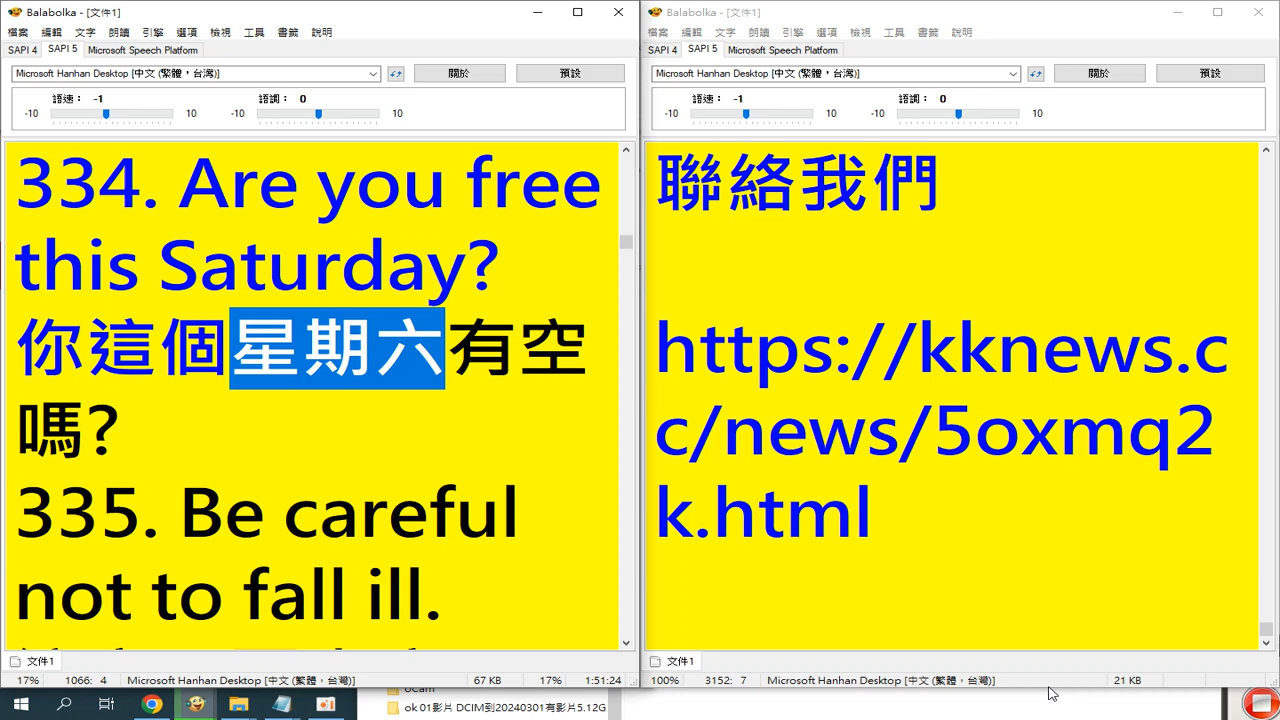 Balabolka - [文件1]
檔案 編輯 文字 朗讀 引擎 選項 檢視 工具 書籤 說明
SAPI 4 SAPI 5 Microsoft Speech Platform
Microsoft Hanhan Desktop [中文 (繁體，台灣)] 關於 預設
語速： -1 語調： 0
-10 10 -10 10
334. Are you free
this Saturday?
你這個星期六有空
嗎?
335. Be careful
not to fall ill.
文件1
17% 1066: 4 Microsoft Hanhan Desktop [中文 (繁體，台灣)] 67 KB 17% 1:51:24
Balabolka - [文件1]
檔案 編輯 文字 朗讀 引擎 選項 檢視 工具 書籤 說明
SAPI 4 SAPI 5 Microsoft Speech Platform
Microsoft Hanhan Desktop [中文 (繁體，台灣)] 關於 預設
語速： -1 語調： 0
-10 10 -10 10
聯絡我們
https://kknews.c
c/news/5oxmq2
k.html
文件1
100% 3152: 7 Microsoft Hanhan Desktop [中文 (繁體，台灣)] 21 KB
oCam
ok 01影片 DCIM到20240301有影片5.12G